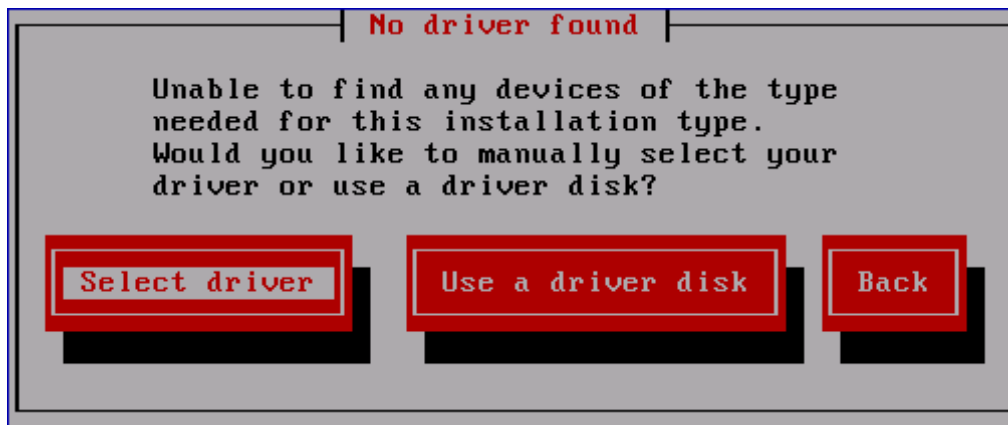 No driver found
Unable to find any devices of the type
needed for this installation type.
Would you like to manually select your
driver or use a driver disk?
Select driver
Use a driver disk
Back